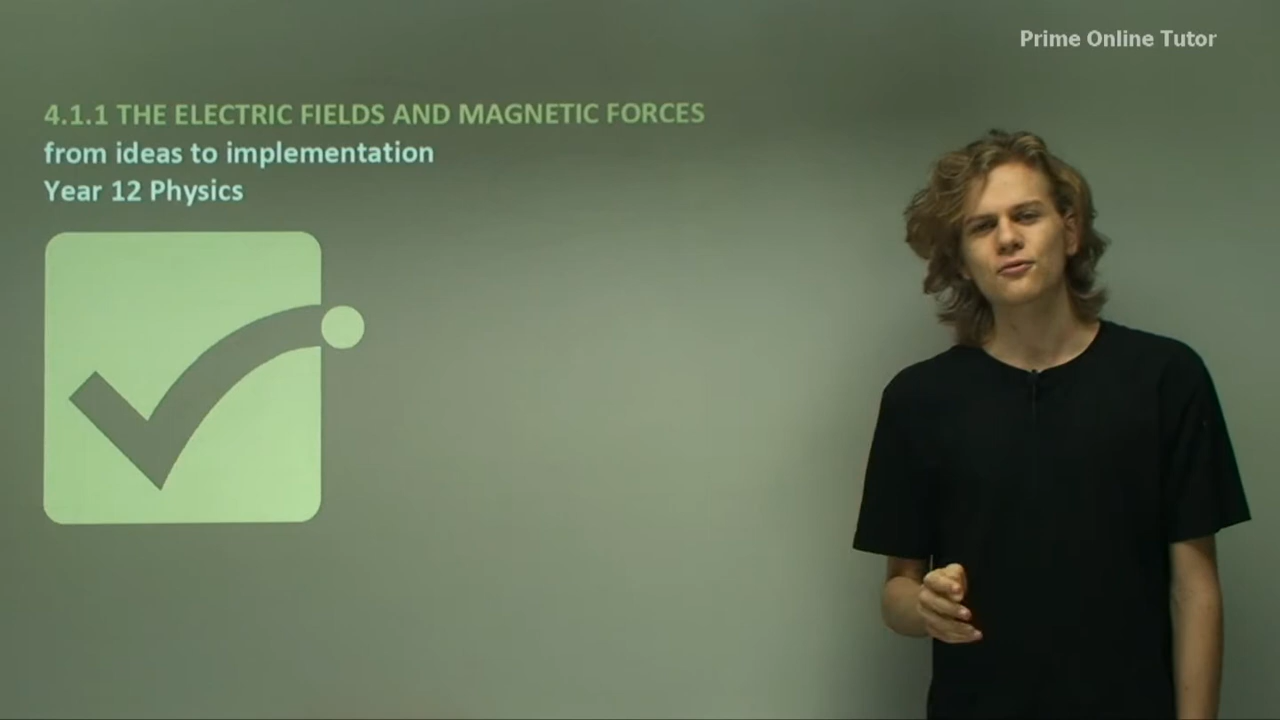 Prime Online Tutor
4.1.1 THE ELECTRIC FIELDS AND MAGNETIC FORCES
from ideas to implementation
Year 12 Physics